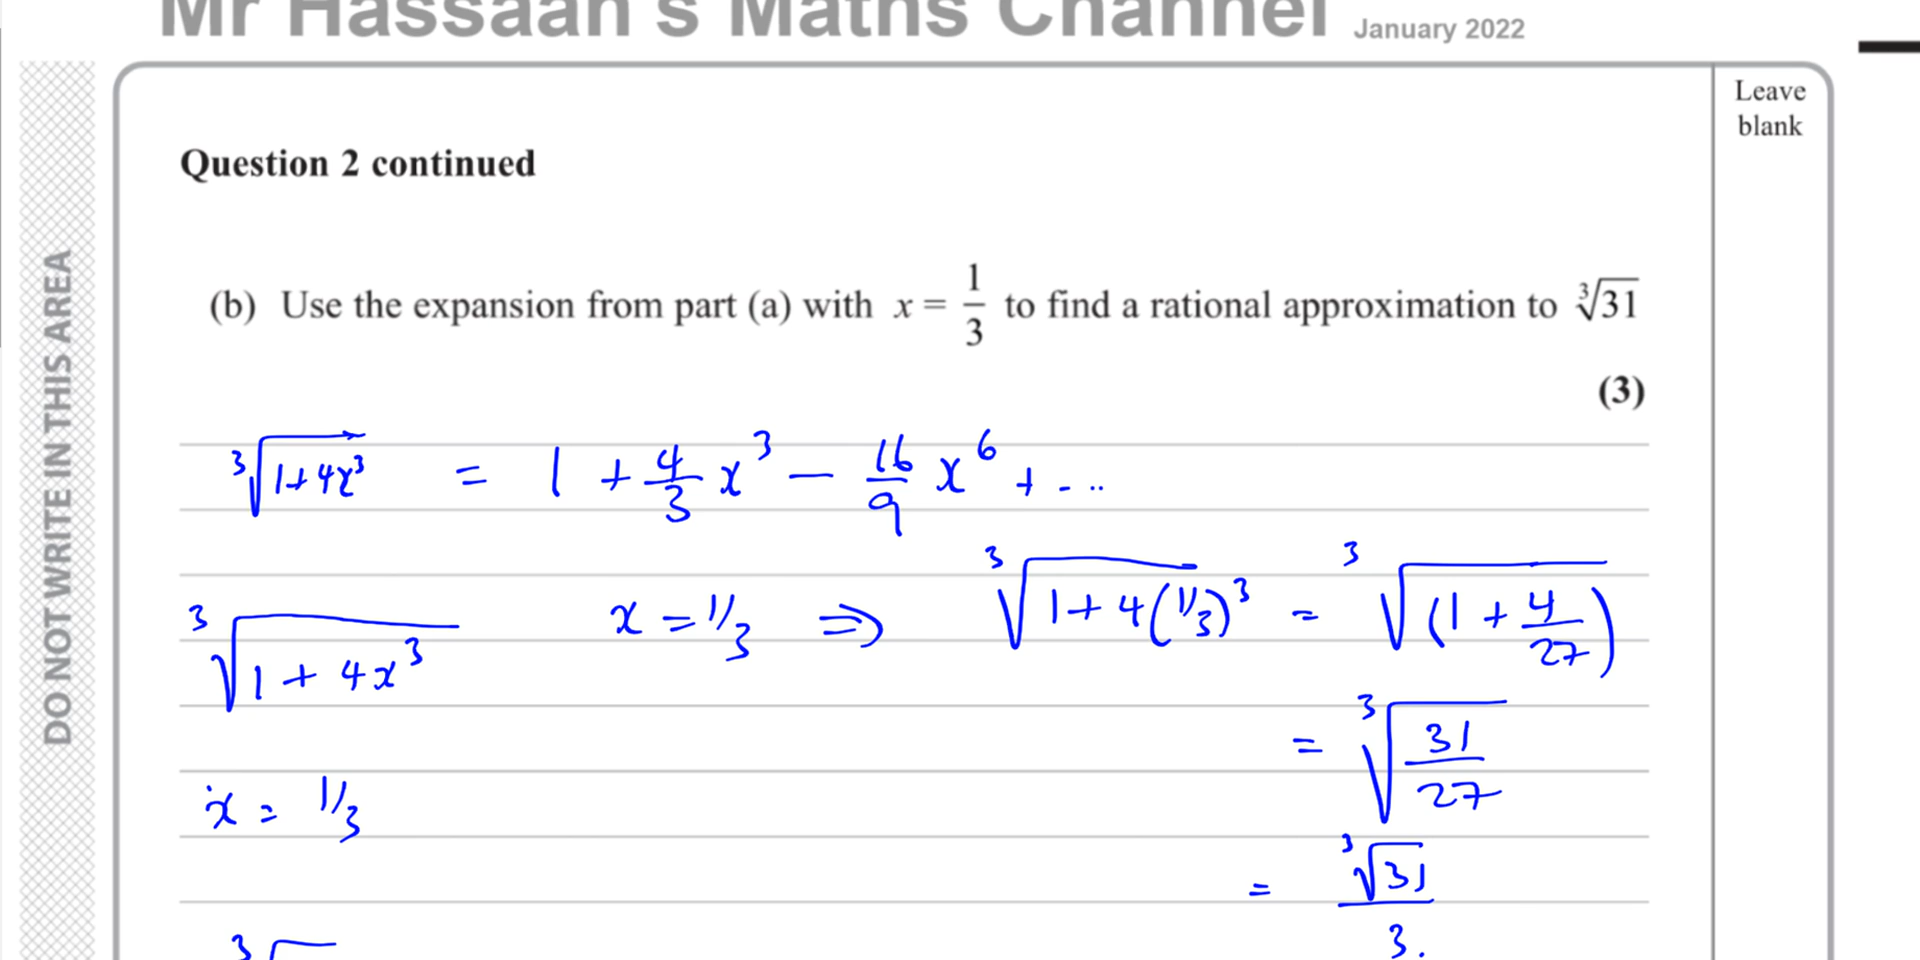 Mr Hassaan's Maths Channel January 2022
Leave
blank
DO NOT WRITE IN THIS AREA
Question 2 continued
(b) Use the expansion from part (a) with x = 1/3 to find a rational approximation to ∛31
(3)
∛(1+4x³) = 1 + 4/3 x³ − 16/9 x⁶ + ...
∛(1 + 4x³) x = 1/3 ⇒ ∛(1 + 4(1/3)³) = ∛(1 + 4/27)
= ∛(31/27)
x = 1/3
= ∛31/3.
3√